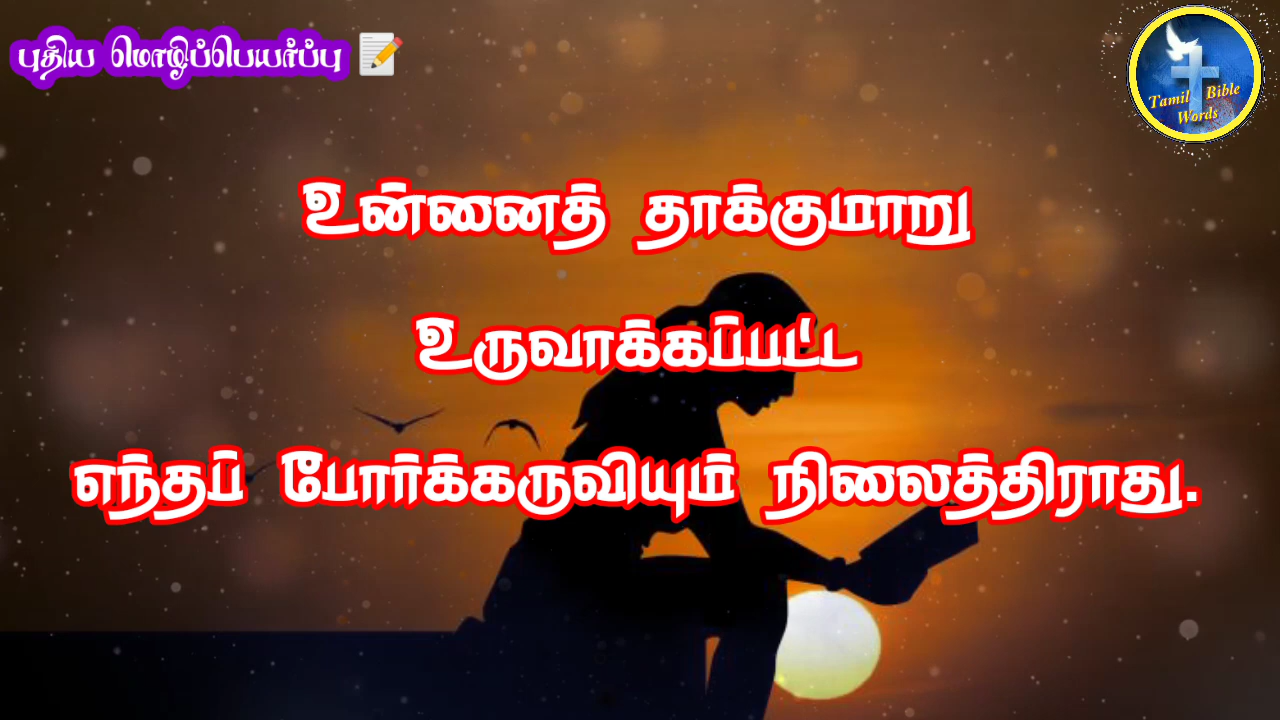 புதிய மொழிப்பெயர்ப்பு
Tamil Bible
Words
உன்னைத் தாக்குமாறு
உருவாக்கப்பட்ட
எந்தப் போர்க்கருவியும் நிலைத்திராது.